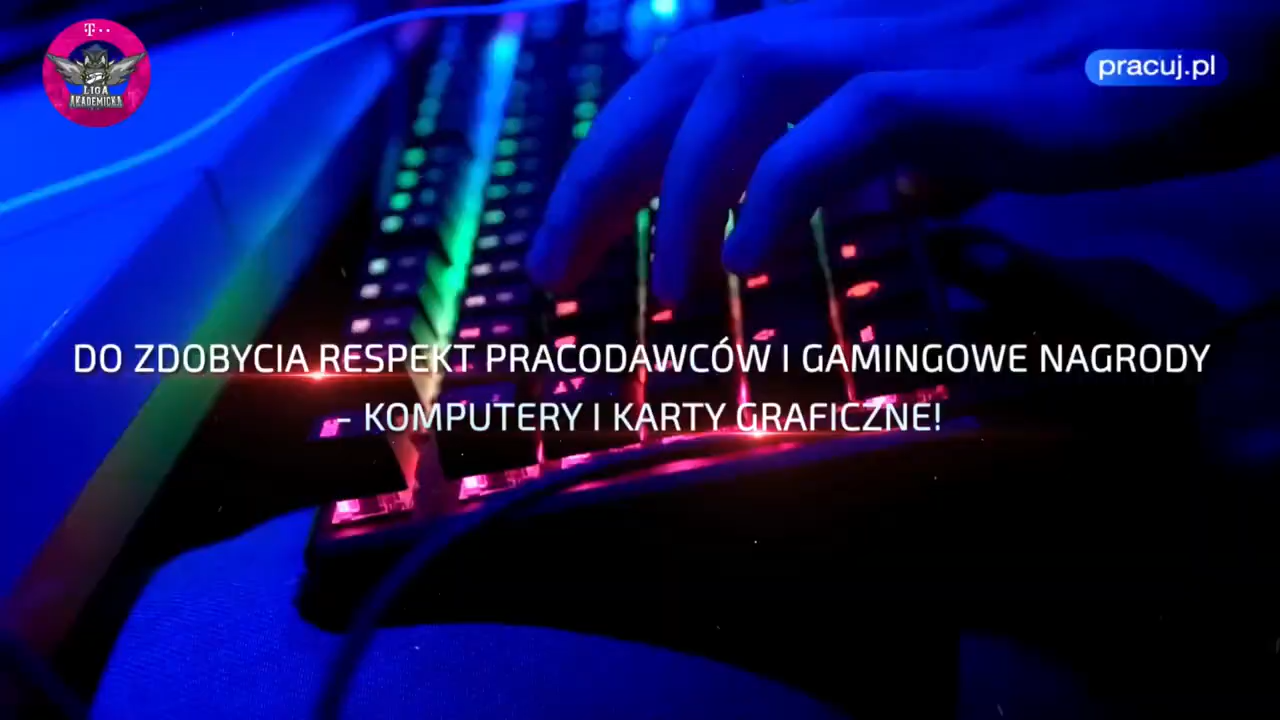 T
LIGA
AKADEMICKA
pracuj.pl
DO ZDOBYCIA RESPEKT PRACODAWCÓW I GAMINGOWE NAGRODY
– KOMPUTERY I KARTY GRAFICZNE!